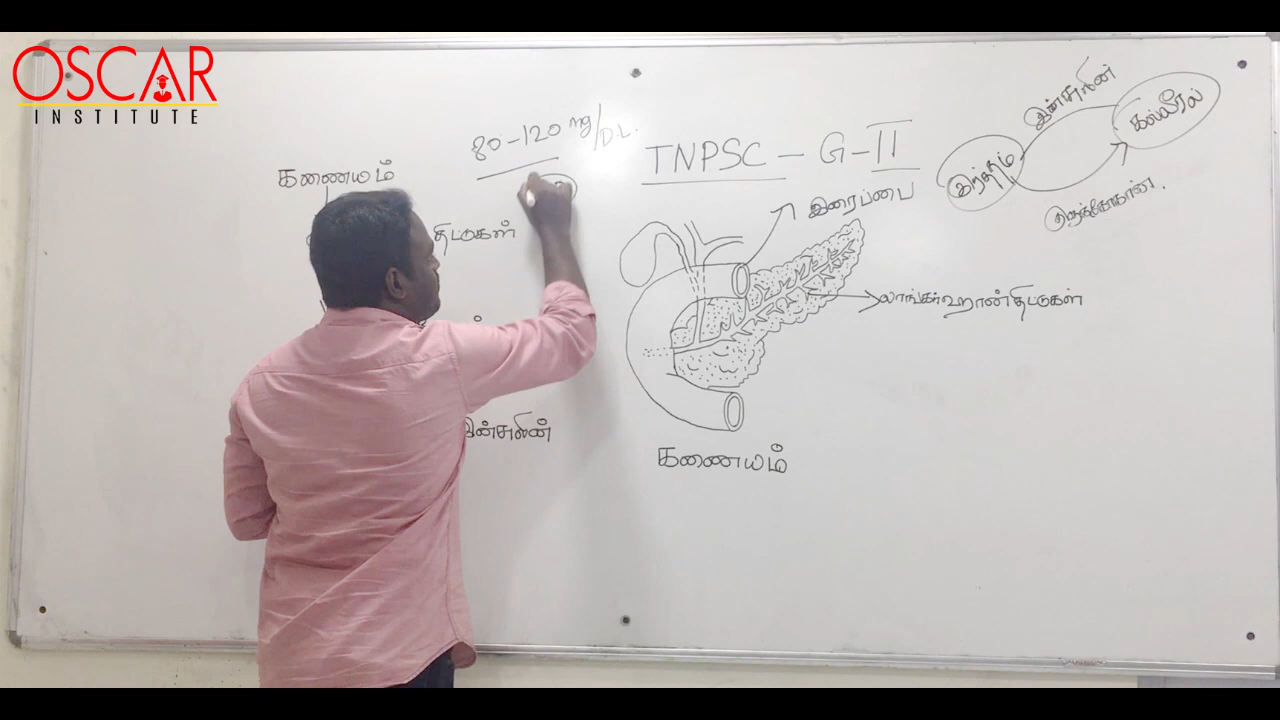 OSCAR
INSTITUTE
80-120 mg/D.L.
TNPSC - G-II
இன்சுலின்
கல்லீரல்
இரத்தம்
கணையம்
திட்டுகள்
இரைப்பை
லாங்கர்ஹான் திட்டுகள்
இன்சுலின்
கணையம்